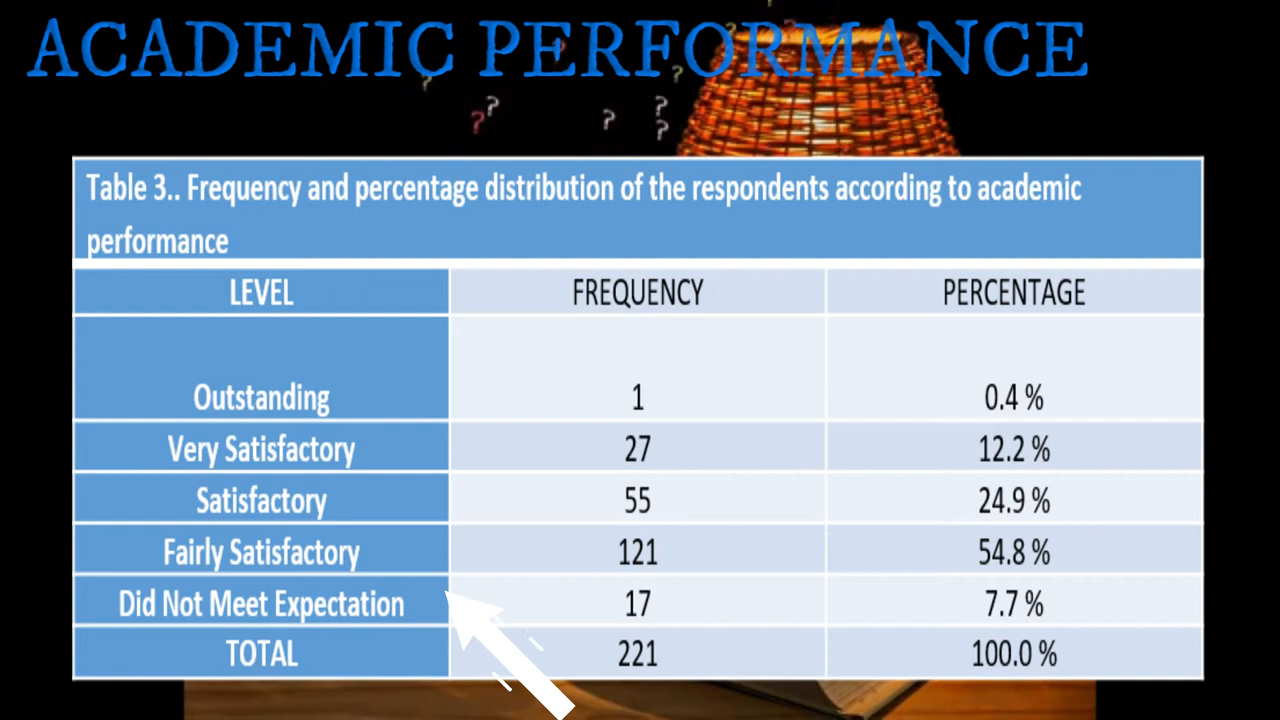 ACADEMIC PERFORMANCE
? ? ? ? ? ? ?
Table 3.. Frequency and percentage distribution of the respondents according to academic
performance
LEVEL FREQUENCY PERCENTAGE
Outstanding 1 0.4 %
Very Satisfactory 27 12.2 %
Satisfactory 55 24.9 %
Fairly Satisfactory 121 54.8 %
Did Not Meet Expectation 17 7.7 %
TOTAL 221 100.0 %